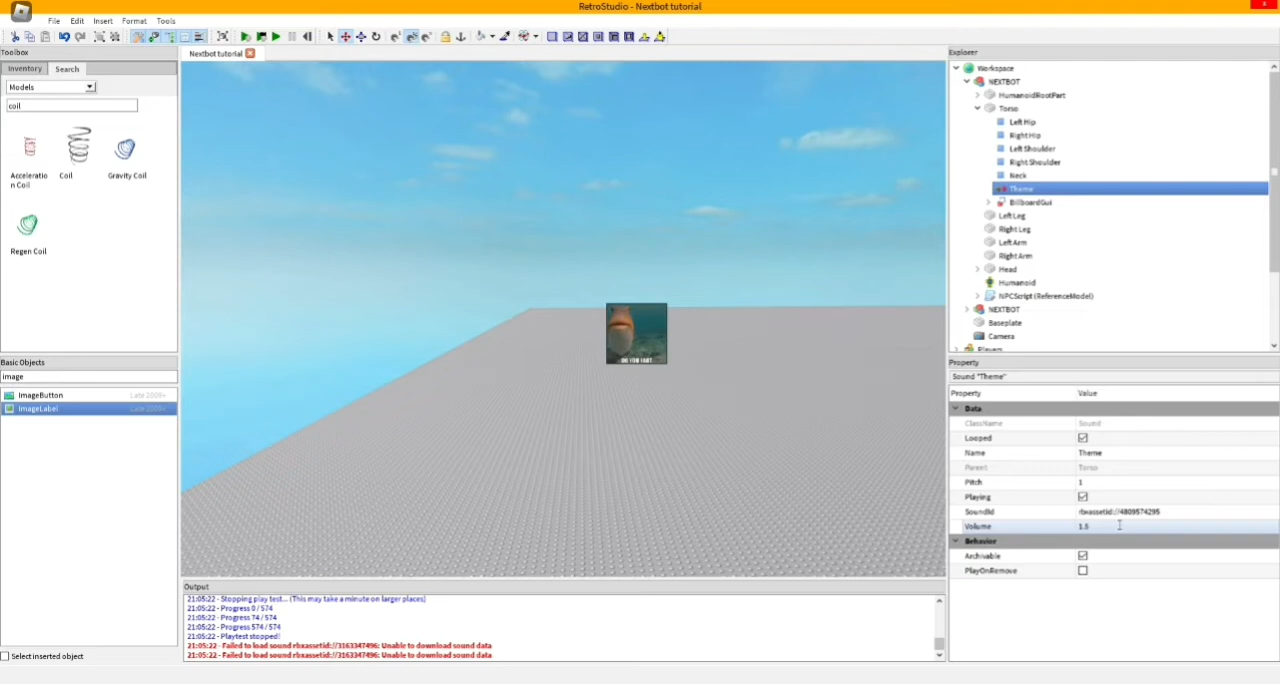 RetroStudio - Nextbot tutorial
x
File Edit Insert Format Tools
Toolbox
Inventory Search
Models
coil
Acceleratio
n Coil
Coil
Gravity Coil
Regen Coil
Basic Objects
image
ImageButton Late 2009+
ImageLabel Late 2009+
Select inserted object
Nextbot tutorial
DO YOU FART
Output
21:05:22 - Stopping play test... (This may take a minute on larger places)
21:05:22 - Progress 0 / 574
21:05:22 - Progress 74 / 574
21:05:22 - Progress 574 / 574
21:05:22 - Playtest stopped!
21:05:22 - Failed to load sound rbxassetid://3163347496: Unable to download sound data
21:05:22 - Failed to load sound rbxassetid://3163347496: Unable to download sound data
Explorer
Workspace
NEXTBOT
HumanoidRootPart
Torso
Left Hip
Right Hip
Left Shoulder
Right Shoulder
Neck
Theme
BillboardGui
Left Leg
Right Leg
Left Arm
Right Arm
Head
Humanoid
NPCScript (ReferenceModel)
NEXTBOT
Baseplate
Camera
Players
Property
Sound "Theme"
Property Value
Data
ClassName Sound
Looped
Name Theme
Parent Torso
Pitch 1
Playing
SoundId rbxassetid://4809574295
Volume 1.5
Behavior
Archivable
PlayOnRemove